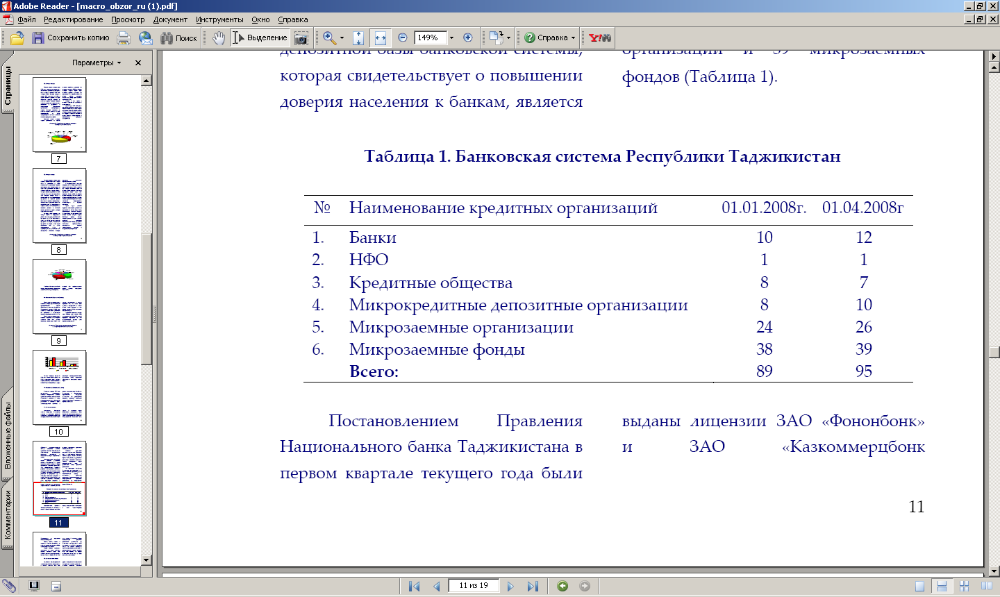 Adobe Reader - [macro_obzor_ru (1).pdf]
Файл Редактирование Просмотр Документ Инструменты Окно Справка
Сохранить копию Поиск Выделение 149% Справка Y!
Параметры
Страницы
Вложенные файлы
Комментарии
7
8
9
10
11
депозитной базы банковской системы,
которая свидетельствует о повышении
доверия населения к банкам, является
организаций и 39 микрозаемных
фондов (Таблица 1).
Таблица 1. Банковская система Республики Таджикистан
№ Наименование кредитных организаций 01.01.2008г. 01.04.2008г
1. Банки 10 12
2. НФО 1 1
3. Кредитные общества 8 7
4. Микрокредитные депозитные организации 8 10
5. Микрозаемные организации 24 26
6. Микрозаемные фонды 38 39
Всего: 89 95
Постановлением Правления
Национального банка Таджикистана в
первом квартале текущего года были
выданы лицензии ЗАО «Фононбонк»
и ЗАО «Казкоммерцбонк
11
11 из 19